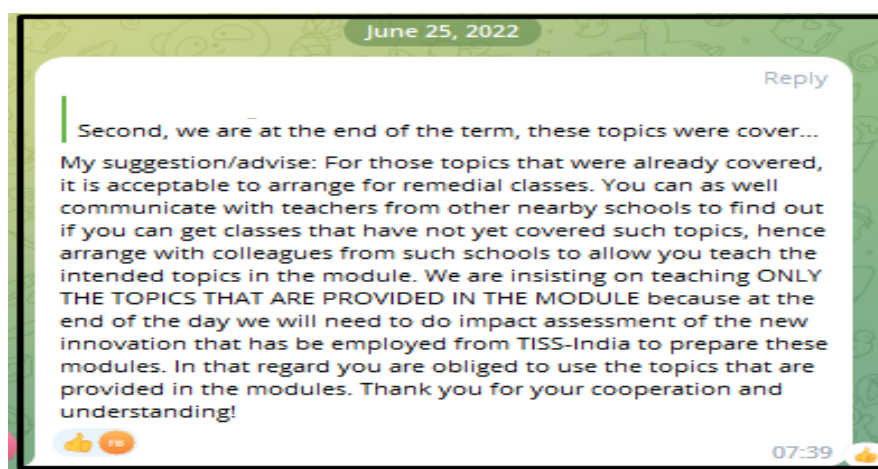 June 25, 2022
Reply
Second, we are at the end of the term, these topics were cover...
My suggestion/advise: For those topics that were already covered,
it is acceptable to arrange for remedial classes. You can as well
communicate with teachers from other nearby schools to find out
if you can get classes that have not yet covered such topics, hence
arrange with colleagues from such schools to allow you teach the
intended topics in the module. We are insisting on teaching ONLY
THE TOPICS THAT ARE PROVIDED IN THE MODULE because at the
end of the day we will need to do impact assessment of the new
innovation that has be employed from TISS-India to prepare these
modules. In that regard you are obliged to use the topics that are
provided in the modules. Thank you for your cooperation and
understanding!
07:39